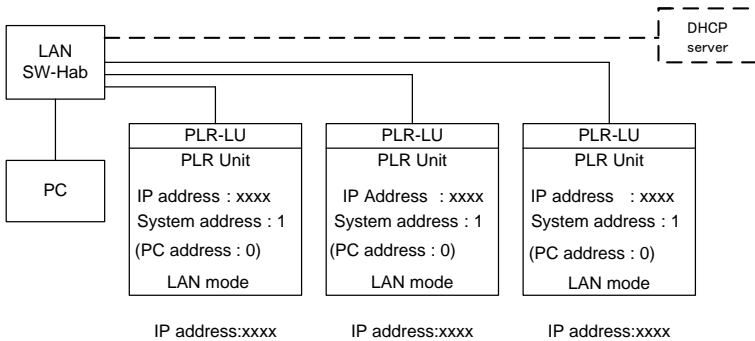 LAN
SW-Hab
DHCP
server
PC
PLR-LU
PLR Unit
IP address : xxxx
System address : 1
(PC address : 0)
LAN mode
IP address:xxxx
PLR-LU
PLR Unit
IP Address : xxxx
System address : 1
(PC address : 0)
LAN mode
IP address:xxxx
PLR-LU
PLR Unit
IP address : xxxx
System address : 1
(PC address : 0)
LAN mode
IP address:xxxx